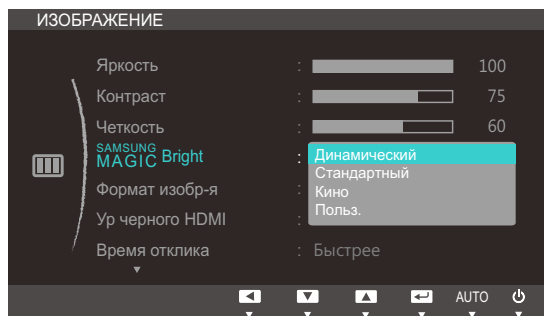 ИЗОБРАЖЕНИЕ
Яркость : 100
Контраст : 75
Четкость : 60
SAMSUNG
MAGIC Bright : Динамический
Стандартный
Формат изобр-я : Кино
Ур черного HDMI : Польз.
Время отклика : Быстрее
AUTO